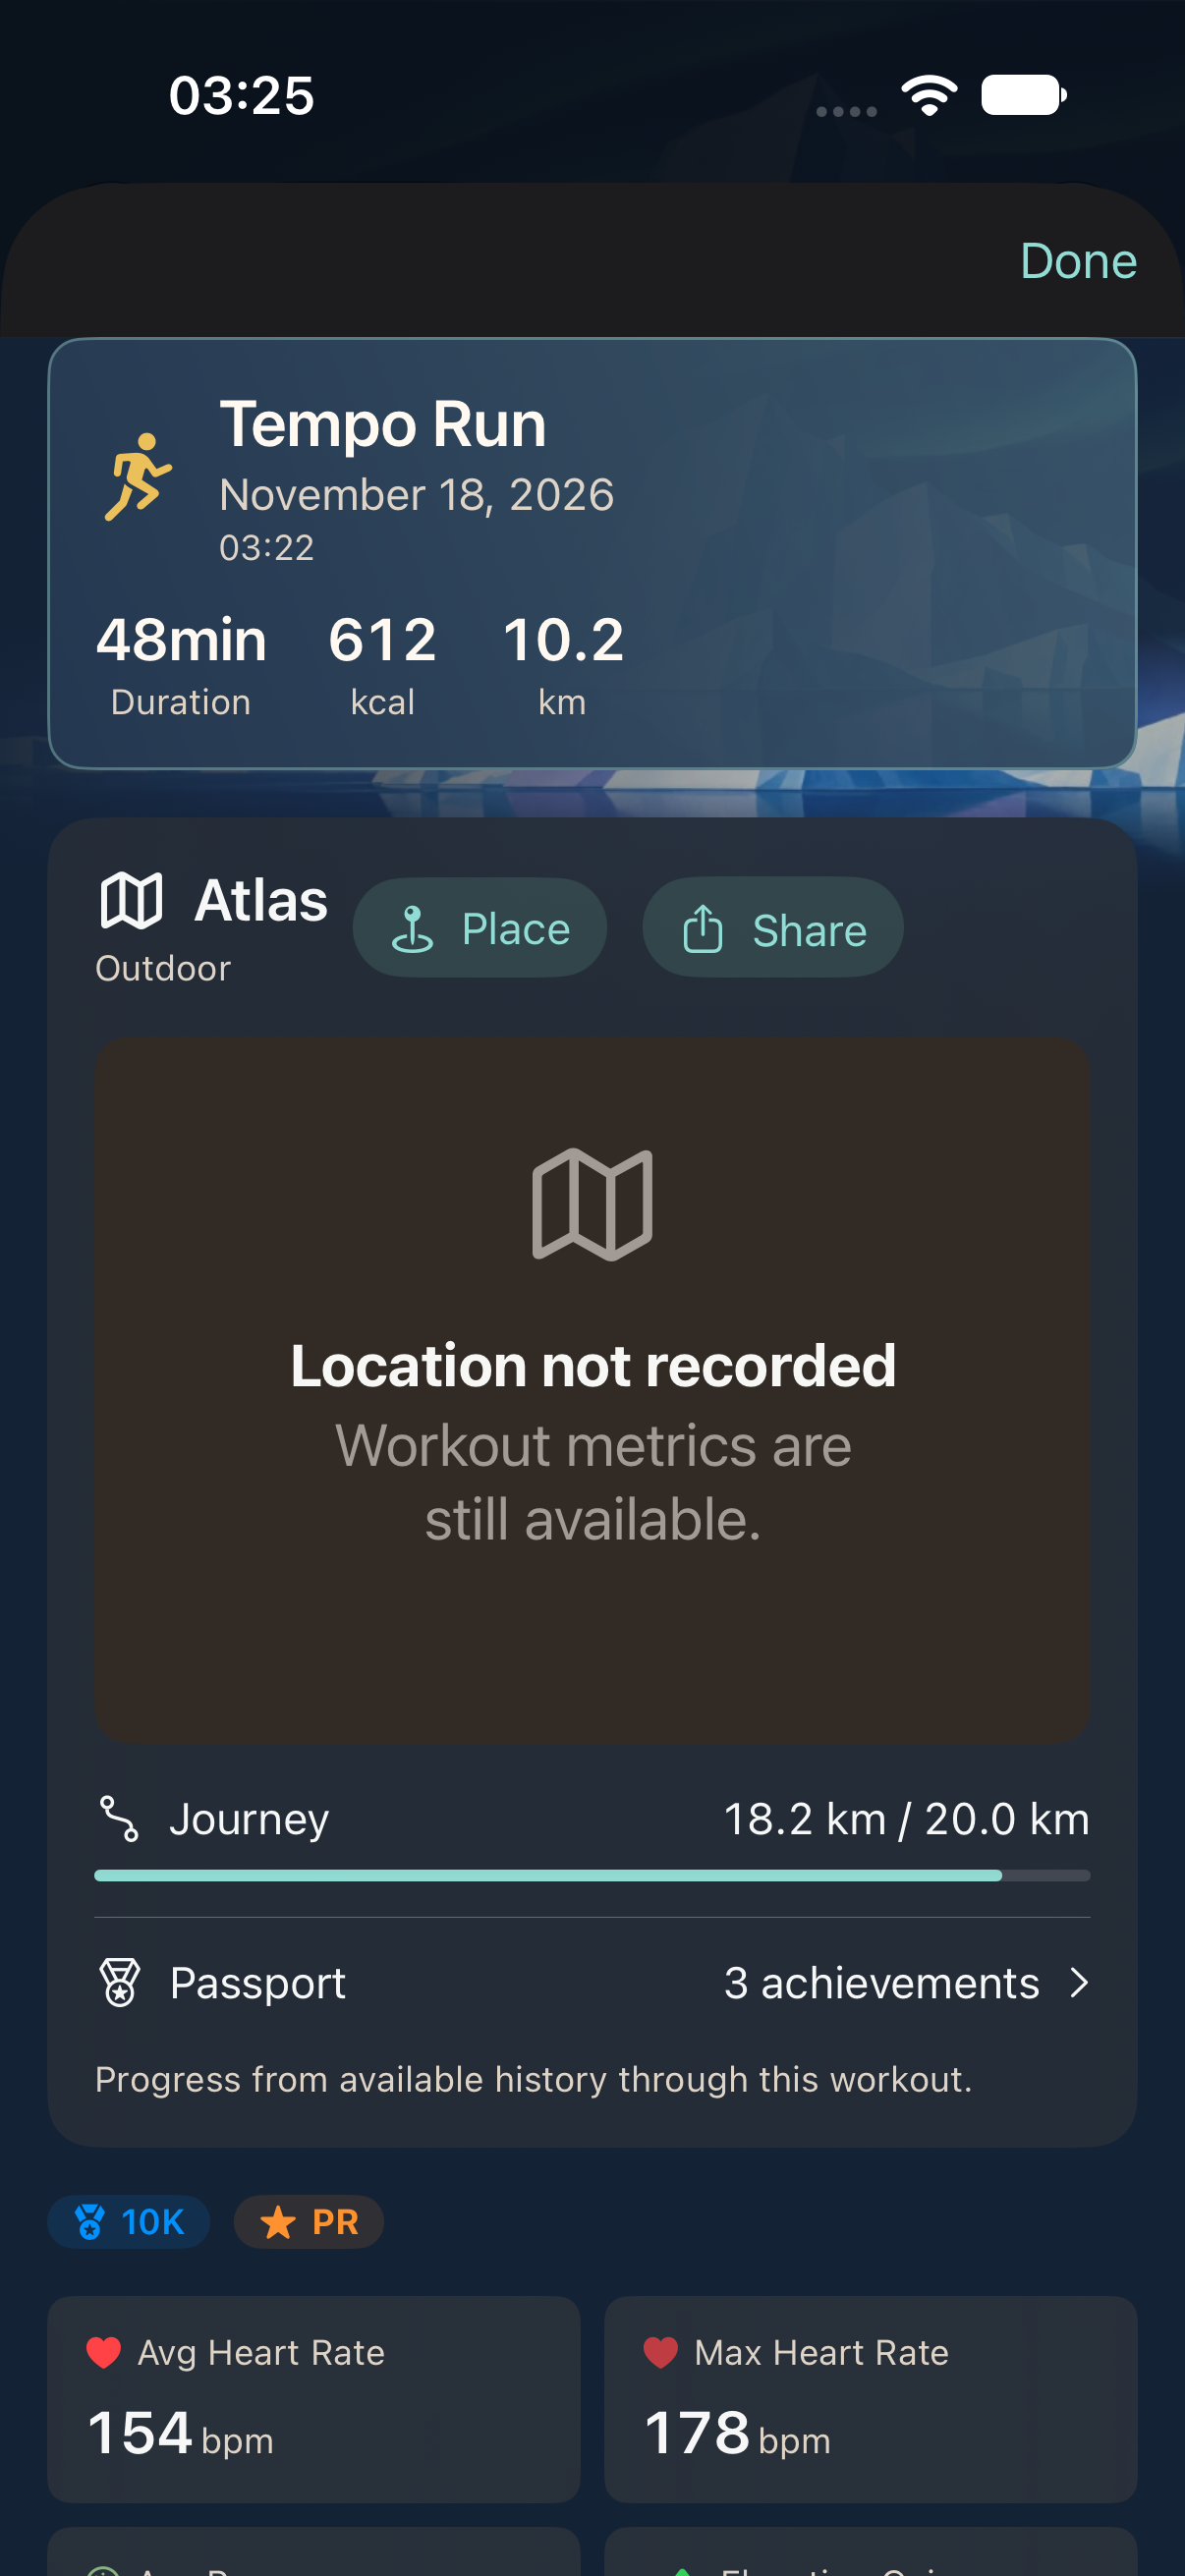 03:25
Done
Tempo Run
November 18, 2026
03:22
48min 612 10.2
Duration kcal km
Atlas
Outdoor
Place
Share
Location not recorded
Workout metrics are
still available.
Journey 18.2 km / 20.0 km
Passport 3 achievements
Progress from available history through this workout.
10K PR
Avg Heart Rate
154 bpm
Max Heart Rate
178 bpm